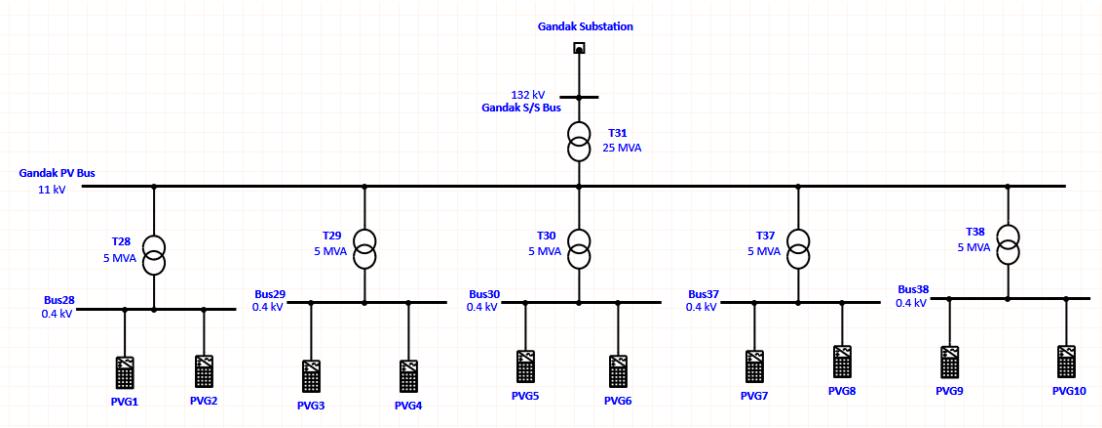 Gandak Substation
132 kV
Gandak S/S Bus
T31
25 MVA
Gandak PV Bus
11 kV
T28
5 MVA
T29
5 MVA
T30
5 MVA
T37
5 MVA
T38
5 MVA
Bus28
0.4 kV
Bus29
0.4 kV
Bus30
0.4 kV
Bus37
0.4 kV
Bus38
0.4 kV
PVG1
PVG2
PVG3
PVG4
PVG5
PVG6
PVG7
PVG8
PVG9
PVG10